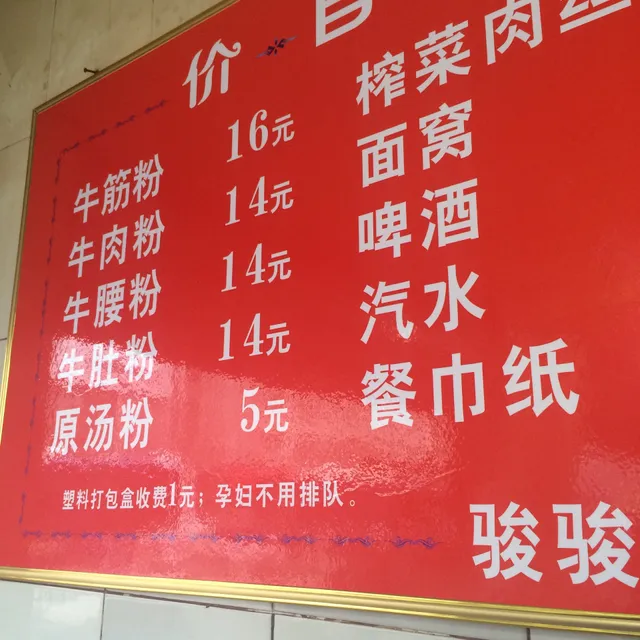 价 目
牛筋粉 16元
牛肉粉 14元
牛腰粉 14元
牛肚粉 14元
原汤粉 5元
榨菜肉丝
面窝
啤酒
汽水
餐巾纸
塑料打包盒收费1元；孕妇不用排队。
骏骏